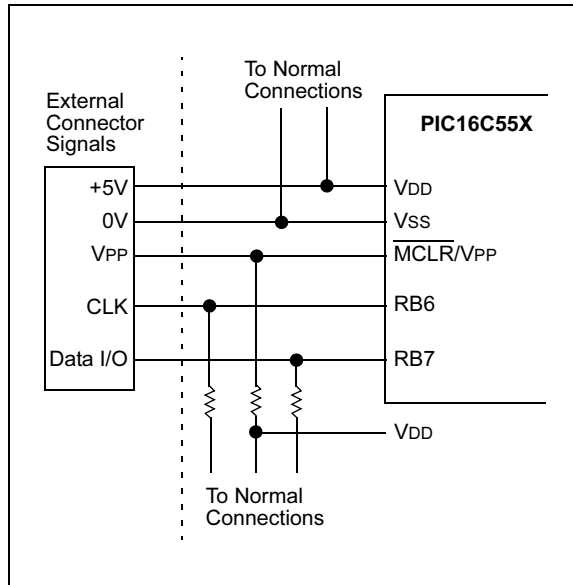 To Normal
Connections
External
Connector
Signals
PIC16C55X
+5V
VDD
0V
VSS
VPP
MCLR/VPP
CLK
RB6
Data I/O
RB7
VDD
To Normal
Connections